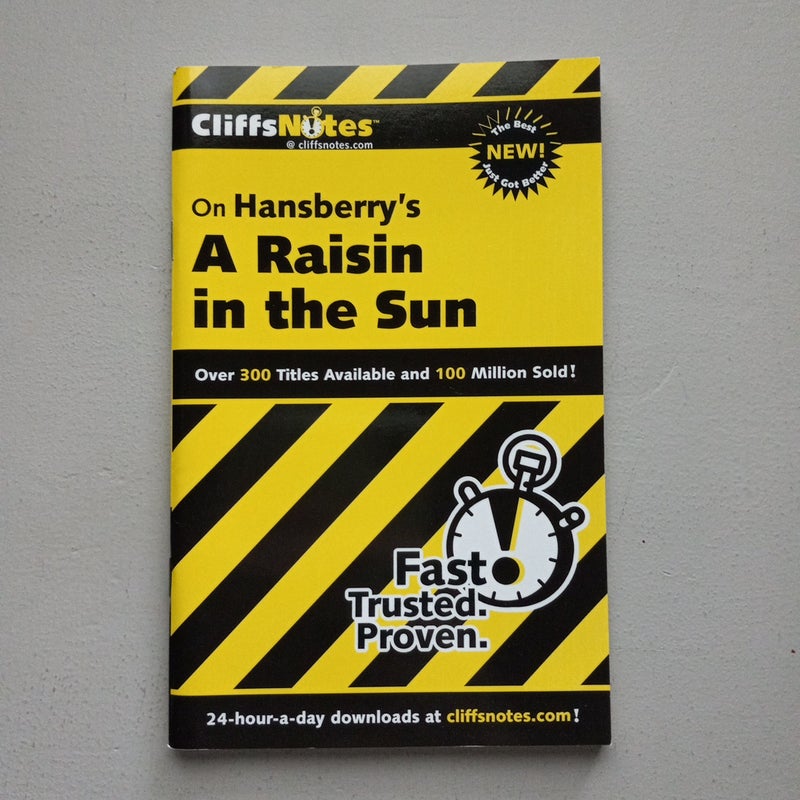 CliffsNotes™
@ cliffsnotes.com
The Best
NEW!
Just Got Better
On Hansberry's
A Raisin
in the Sun
Over 300 Titles Available and 100 Million Sold!
Fast.
Trusted.
Proven.
24-hour-a-day downloads at cliffsnotes.com!